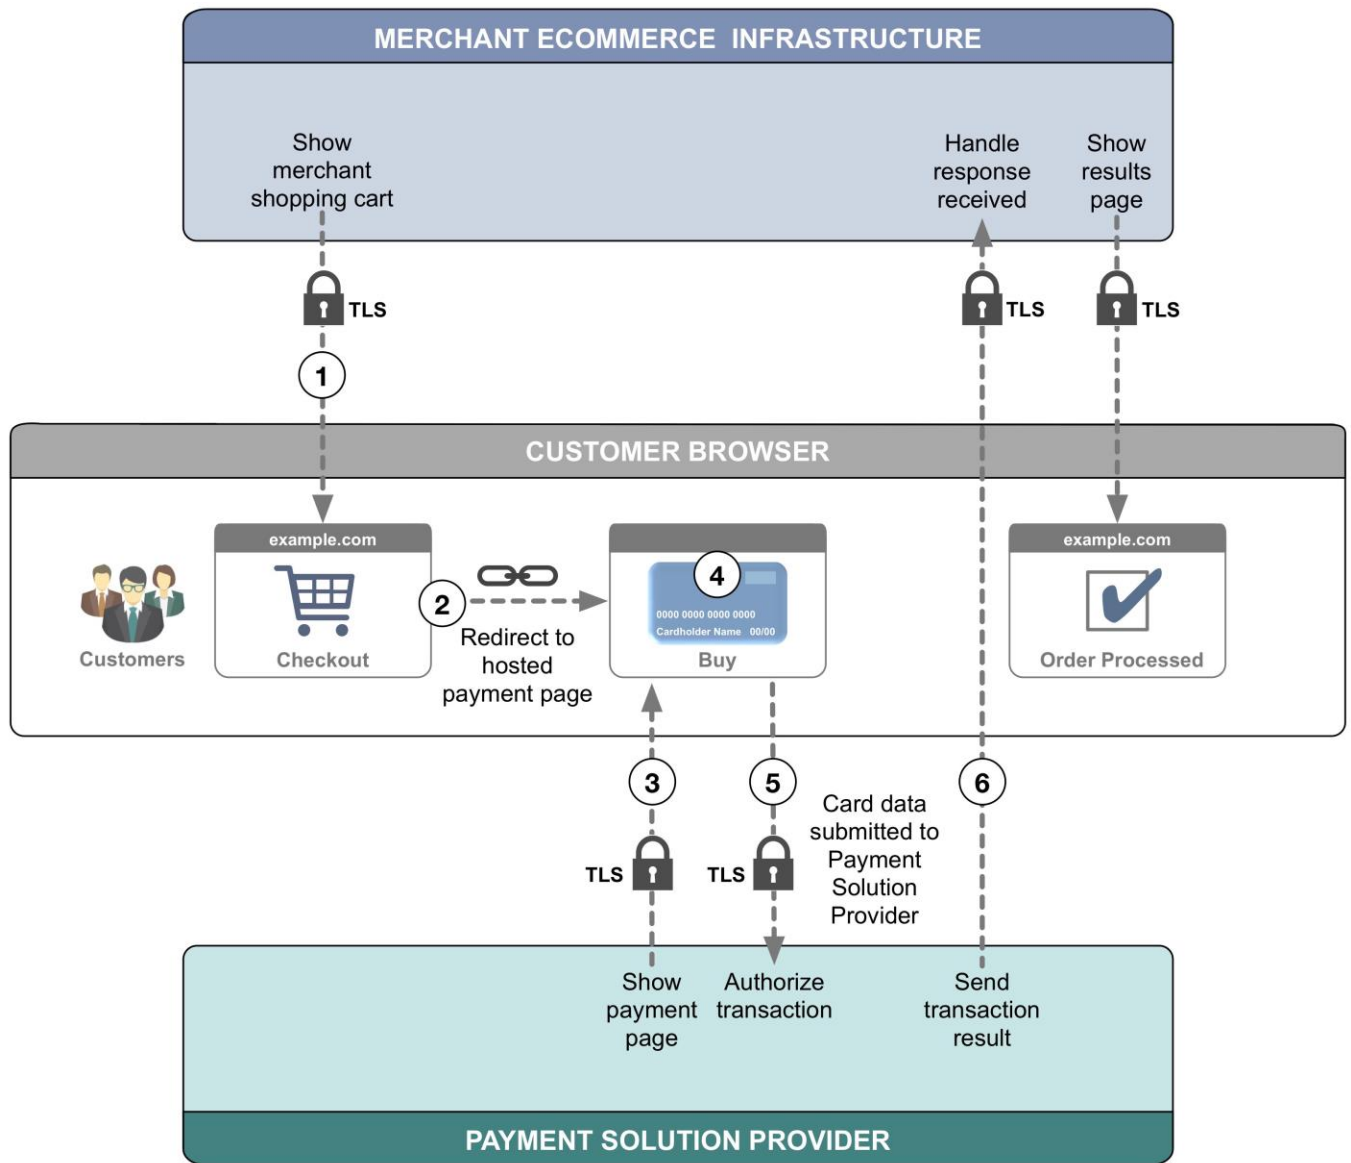 MERCHANT ECOMMERCE INFRASTRUCTURE
Show
merchant
shopping cart
Handle
response
received
Show
results
page
TLS
TLS
TLS
1
CUSTOMER BROWSER
example.com
example.com
Customers
Checkout
2
Redirect to
hosted
payment page
4
0000 0000 0000 0000
Cardholder Name 00/00
Buy
Order Processed
3
5
6
TLS
TLS
Card data
submitted to
Payment
Solution
Provider
Show
payment
page
Authorize
transaction
Send
transaction
result
PAYMENT SOLUTION PROVIDER